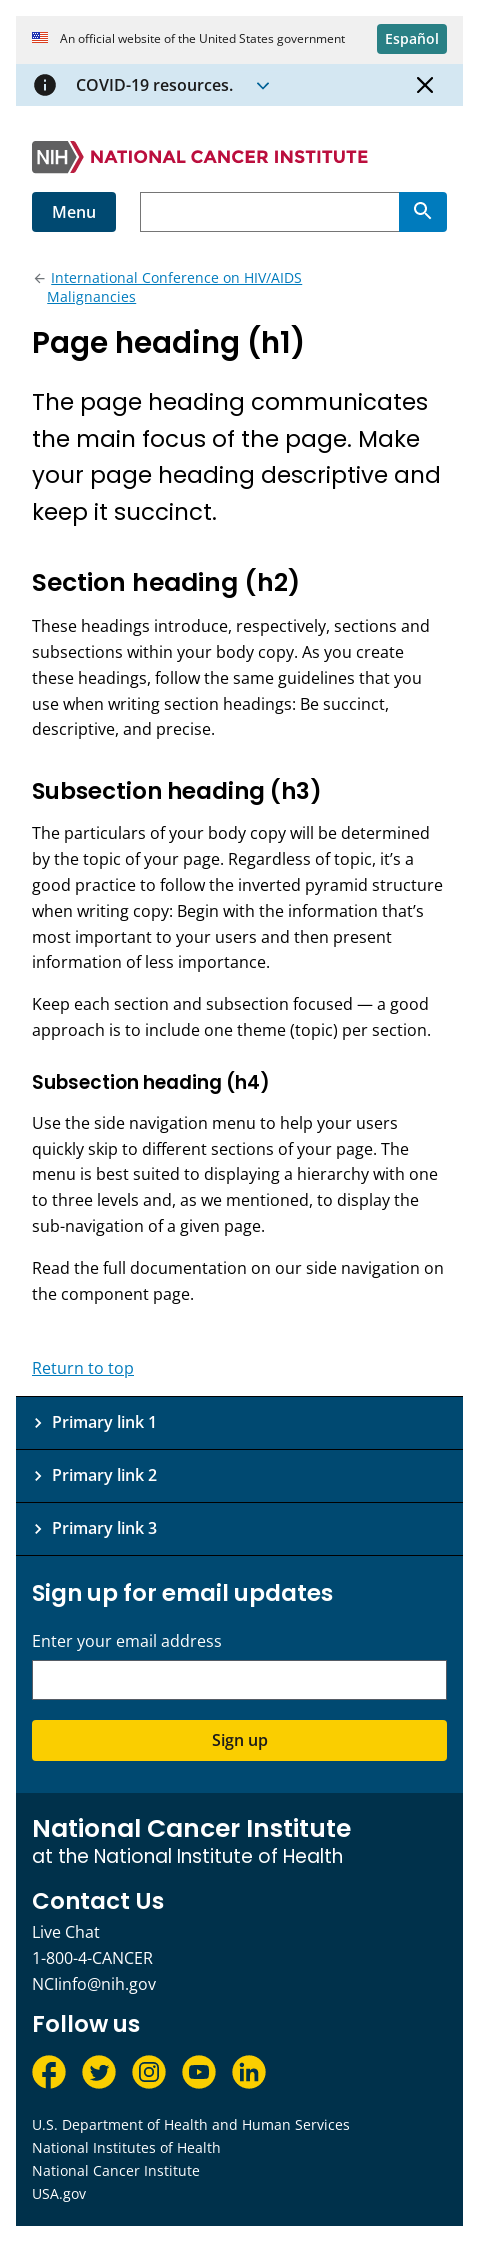 An official website of the United States government
Español
COVID-19 resources.
NIH NATIONAL CANCER INSTITUTE
Menu
International Conference on HIV/AIDS
Malignancies
Page heading (h1)
The page heading communicates
the main focus of the page. Make
your page heading descriptive and
keep it succinct.
Section heading (h2)
These headings introduce, respectively, sections and
subsections within your body copy. As you create
these headings, follow the same guidelines that you
use when writing section headings: Be succinct,
descriptive, and precise.
Subsection heading (h3)
The particulars of your body copy will be determined
by the topic of your page. Regardless of topic, it’s a
good practice to follow the inverted pyramid structure
when writing copy: Begin with the information that’s
most important to your users and then present
information of less importance.
Keep each section and subsection focused — a good
approach is to include one theme (topic) per section.
Subsection heading (h4)
Use the side navigation menu to help your users
quickly skip to different sections of your page. The
menu is best suited to displaying a hierarchy with one
to three levels and, as we mentioned, to display the
sub-navigation of a given page.
Read the full documentation on our side navigation on
the component page.
Return to top
Primary link 1
Primary link 2
Primary link 3
Sign up for email updates
Enter your email address
Sign up
National Cancer Institute
at the National Institute of Health
Contact Us
Live Chat
1-800-4-CANCER
NCIinfo@nih.gov
Follow us
U.S. Department of Health and Human Services
National Institutes of Health
National Cancer Institute
USA.gov